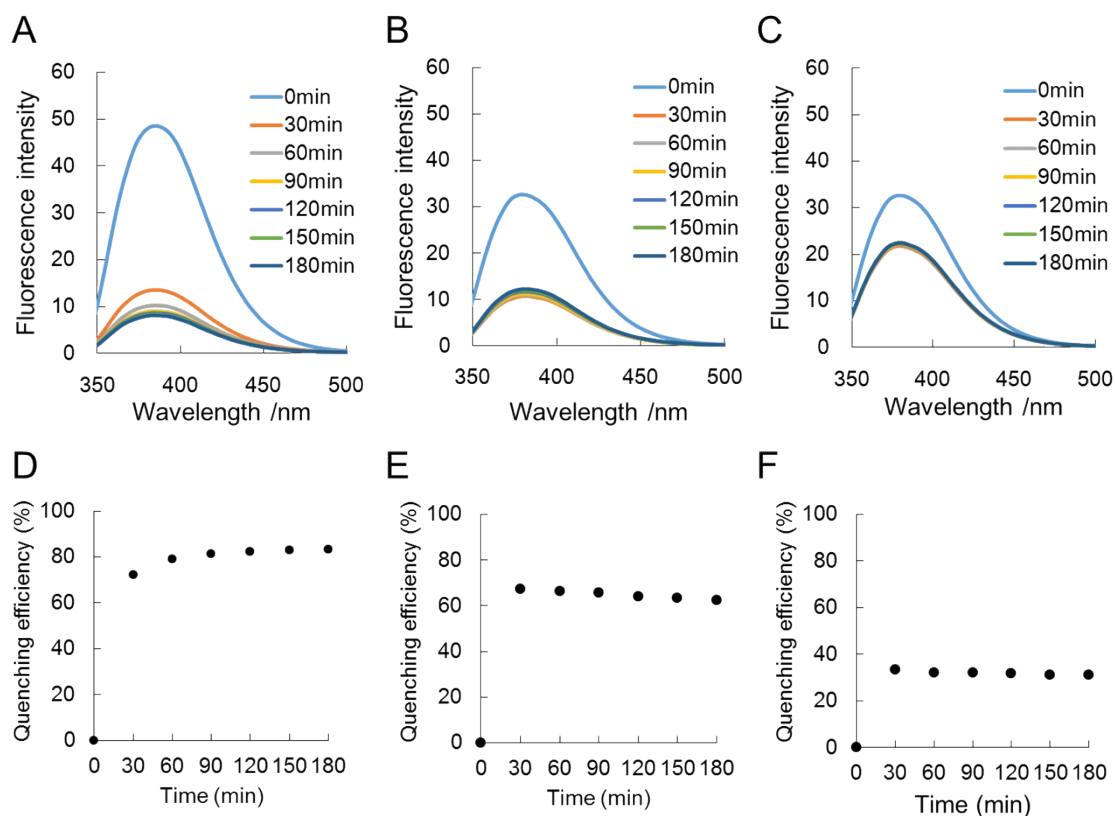 A
Fluorescence intensity
60
50
40
30
20
10
0
0min
30min
60min
90min
120min
150min
180min
350 400 450 500
Wavelength /nm
B
Fluorescence intensity
60
50
40
30
20
10
0
0min
30min
60min
90min
120min
150min
180min
350 400 450 500
Wavelength /nm
C
Fluorescence intensity
60
50
40
30
20
10
0
0min
30min
60min
90min
120min
150min
180min
350 400 450 500
Wavelength /nm
D
Quenching efficiency (%)
100
80
60
40
20
0
0 30 60 90 120 150 180
Time (min)
E
Quenching efficiency (%)
100
80
60
40
20
0
0 30 60 90 120 150 180
Time (min)
F
Quenching efficiency (%)
100
80
60
40
20
0
0 30 60 90 120 150 180
Time (min)